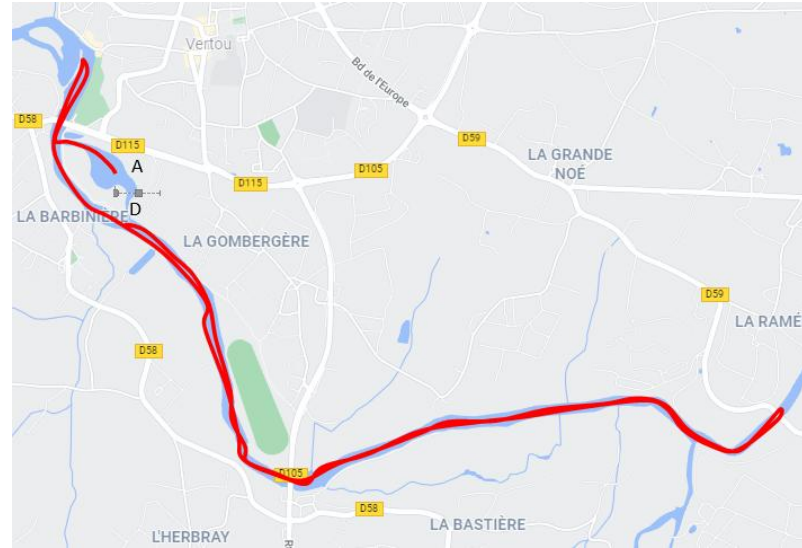 Vertou
Bd de l'Europe
D58
D115
D59
A
LA GRANDE
NOÉ
D105
D115
D
LA BARBINIÈRE
LA GOMBERGÈRE
D59
LA RAMÉ
D58
D105
D58
LA BASTIÈRE
L'HERBRAY